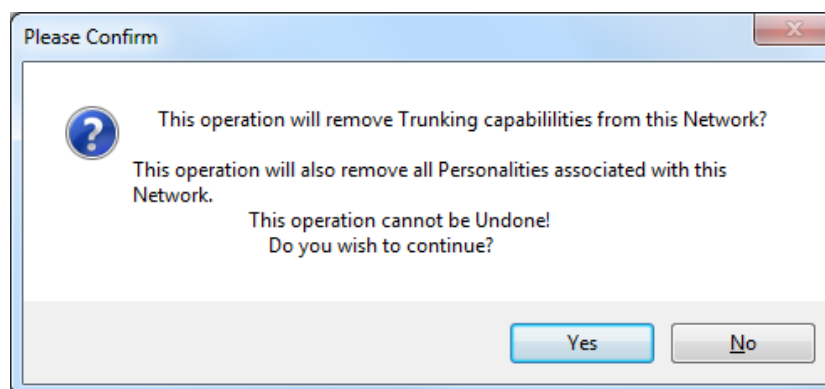 Please Confirm
This operation will remove Trunking capabililities from this Network?
This operation will also remove all Personalities associated with this
Network.
This operation cannot be Undone!
Do you wish to continue?
Yes
No